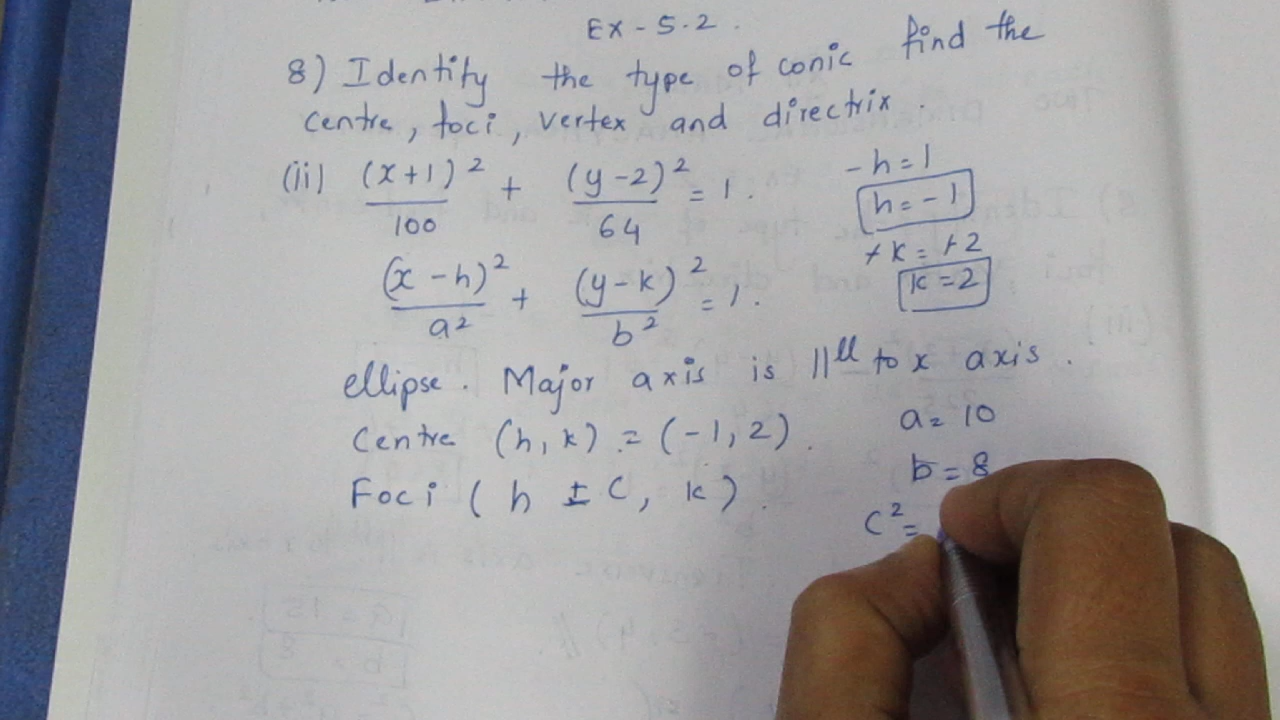 Ex - 5.2.
8) Identify the type of conic find the
centre, foci, vertex and directrix.
(ii) (x+1)²/100 + (y-2)²/64 = 1.
-h = 1
h = -1
+k = +2
k = 2
(x-h)²/a² + (y-k)²/b² = 1.
ellipse. Major axis is ||ll to x axis.
Centre (h, k) = (-1, 2).
a = 10
b = 8
Foci (h ± c, k).
c² =